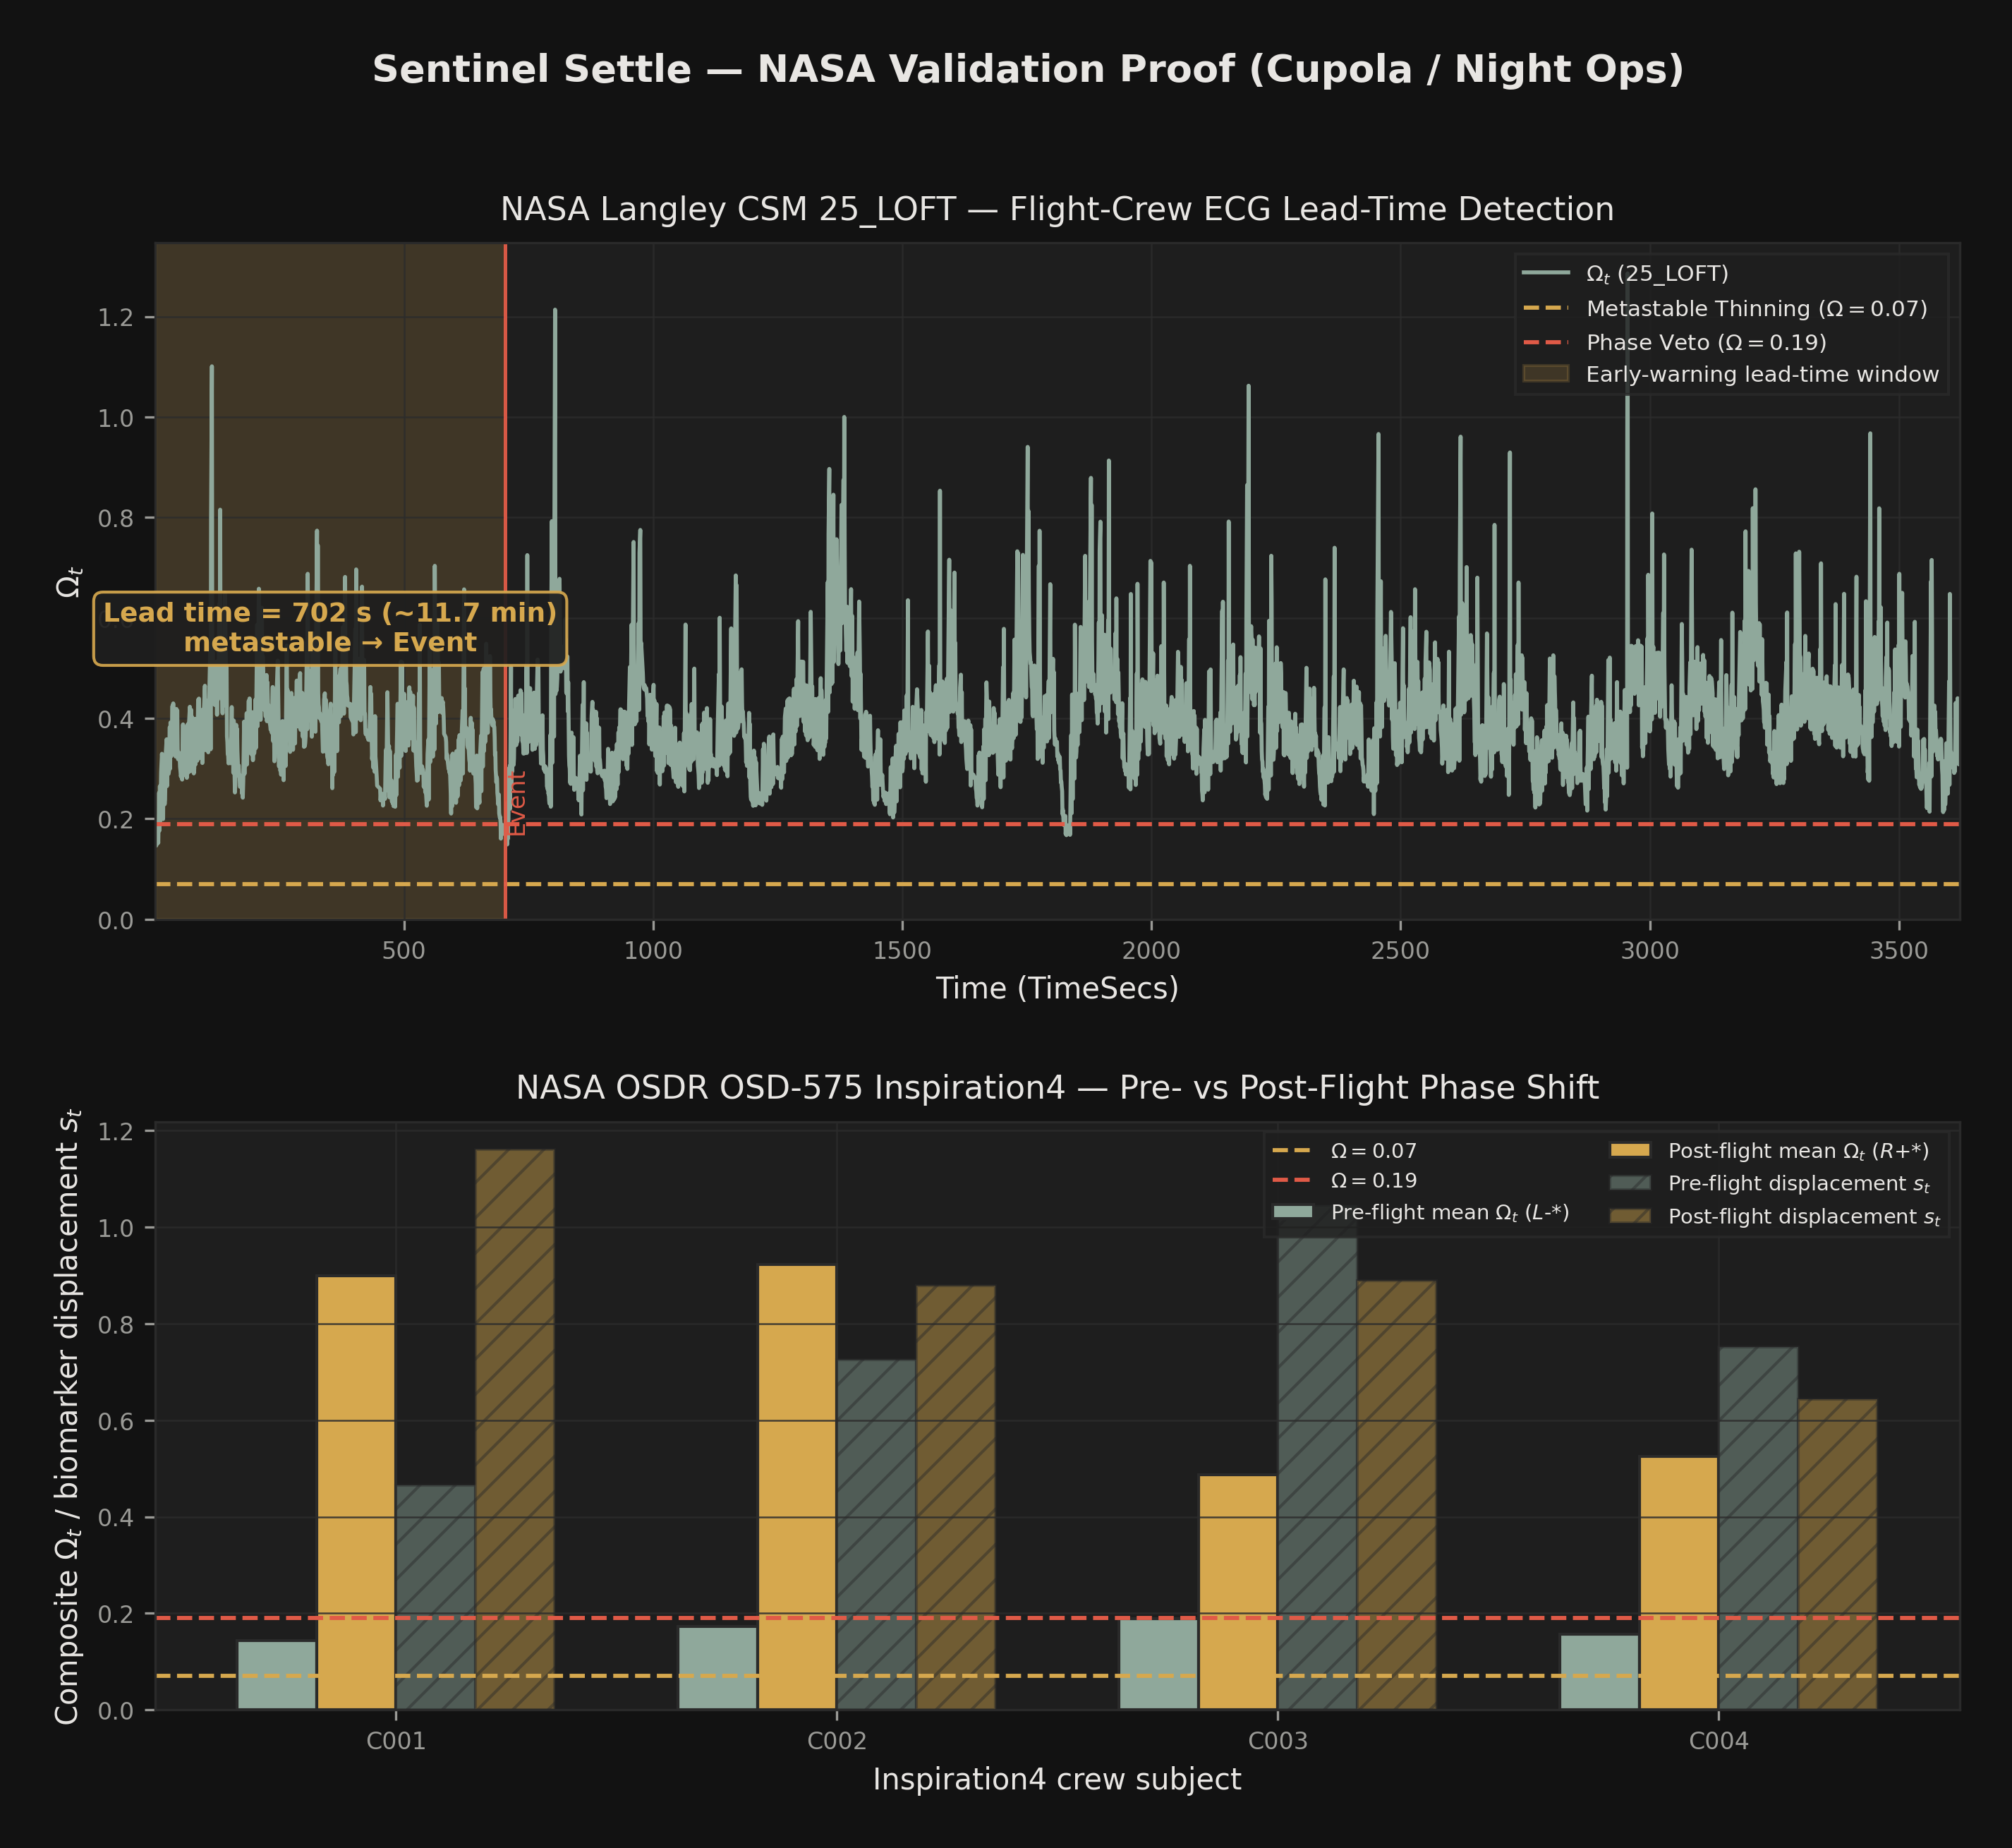 Sentinel Settle — NASA Validation Proof (Cupola / Night Ops)
NASA Langley CSM 25_LOFT — Flight-Crew ECG Lead-Time Detection
Ωt (25_LOFT)
Metastable Thinning (Ω = 0.07)
Phase Veto (Ω = 0.19)
Early-warning lead-time window
Lead time = 702 s (~11.7 min)
metastable → Event
Event
Ωt
1.2
1.0
0.8
0.4
0.2
0.0
500
1000
1500
2000
2500
3000
3500
Time (TimeSecs)
NASA OSDR OSD-575 Inspiration4 — Pre- vs Post-Flight Phase Shift
Ω = 0.07
Ω = 0.19
Pre-flight mean Ωt (L-*)
Post-flight mean Ωt (R+*)
Pre-flight displacement st
Post-flight displacement st
Composite Ωt / biomarker displacement st
1.2
1.0
0.8
0.6
0.4
0.2
0.0
C001
C002
C003
C004
Inspiration4 crew subject